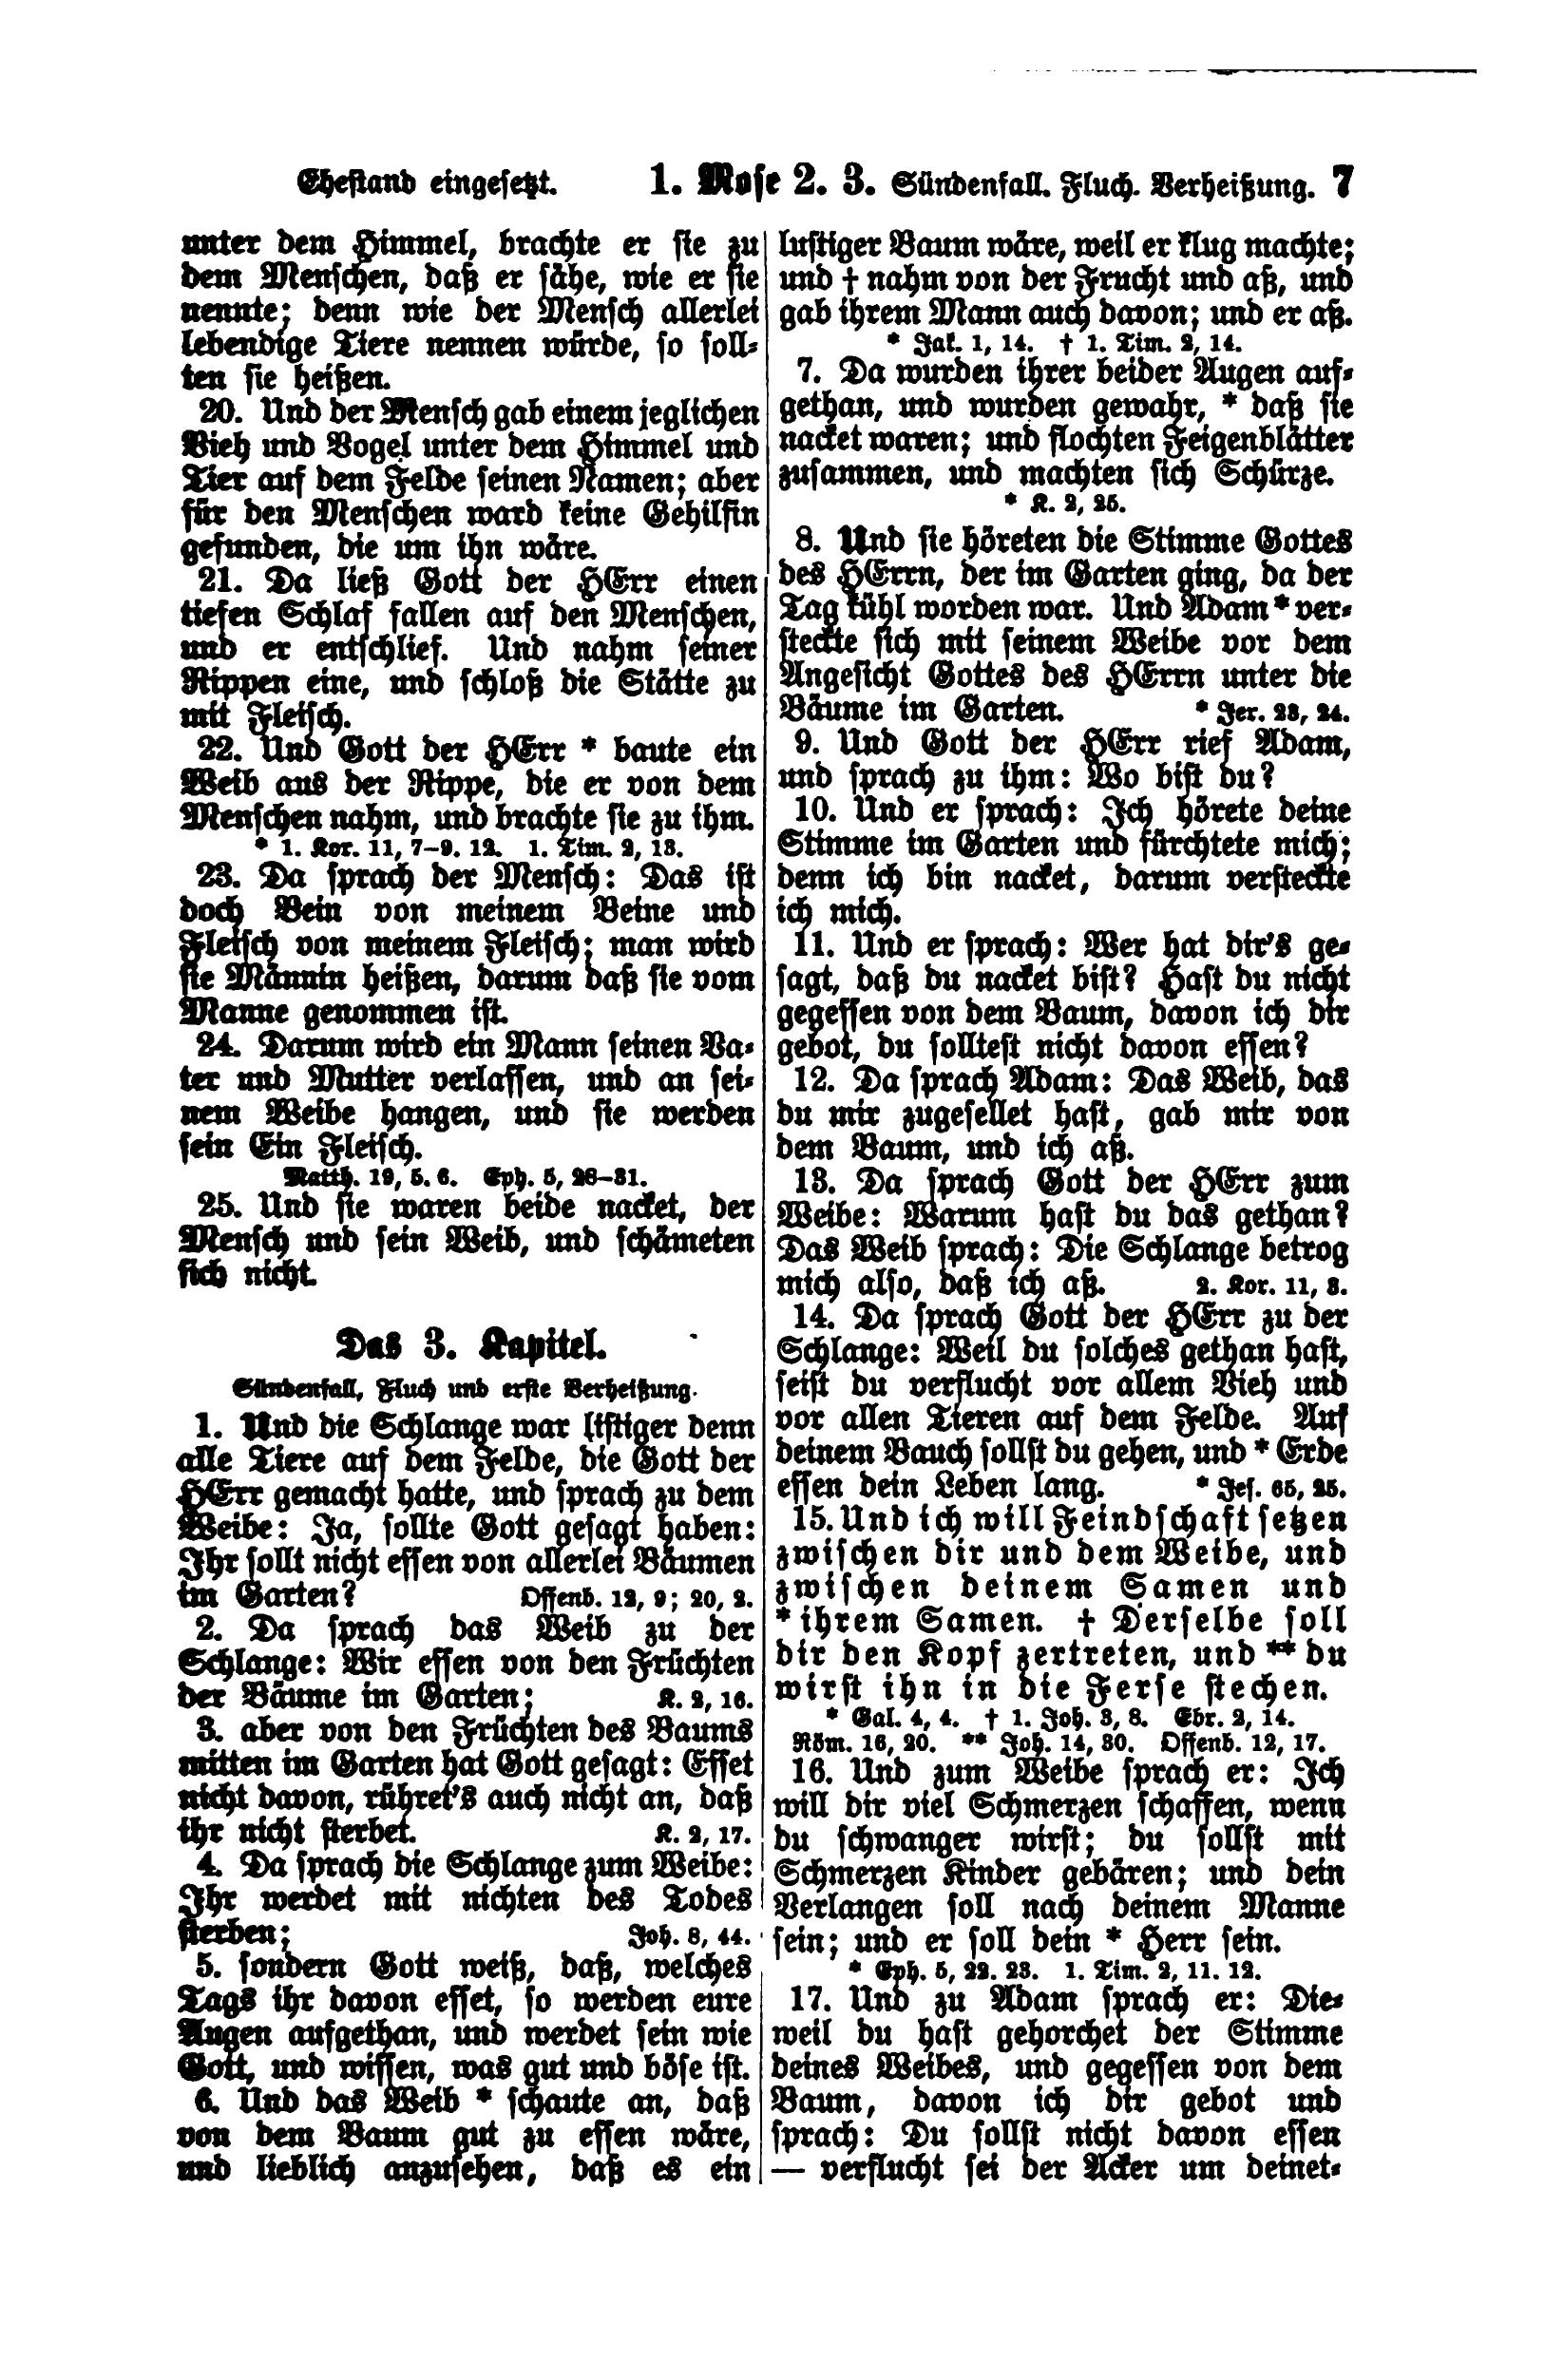 Ehestand eingesetzt. 1. Mose 2. 3. Sündenfall. Fluch. Verheißung. 7
unter dem Himmel, brachte er sie zu
dem Menschen, daß er sähe, wie er sie
nennte; denn wie der Mensch allerlei
lebendige Tiere nennen würde, so soll-
ten sie heißen.
20. Und der Mensch gab einem jeglichen
Vieh und Vogel unter dem Himmel und
Tier auf dem Felde seinen Namen; aber
für den Menschen ward keine Gehilfin
gefunden, die um ihn wäre.
21. Da ließ Gott der HErr einen
tiefen Schlaf fallen auf den Menschen,
und er entschlief. Und nahm seiner
Rippen eine, und schloß die Stätte zu
mit Fleisch.
22. Und Gott der HErr * baute ein
Weib aus der Rippe, die er von dem
Menschen nahm, und brachte sie zu ihm.
* 1. Kor. 11, 7–9. 12. 1. Tim. 2, 13.
23. Da sprach der Mensch: Das ist
doch Bein von meinem Beine und
Fleisch von meinem Fleisch; man wird
sie Männin heißen, darum daß sie vom
Manne genommen ist.
24. Darum wird ein Mann seinen Va-
ter und Mutter verlassen, und an sei-
nem Weibe hangen, und sie werden
sein Ein Fleisch.
Matth. 19, 5. 6. Eph. 5, 28–31.
25. Und sie waren beide nacket, der
Mensch und sein Weib, und schämeten
sich nicht.
Das 3. Kapitel.
Sündenfall, Fluch und erste Verheißung.
1. Und die Schlange war listiger denn
alle Tiere auf dem Felde, die Gott der
HErr gemacht hatte, und sprach zu dem
Weibe: Ja, sollte Gott gesagt haben:
Ihr sollt nicht essen von allerlei Bäumen
im Garten? Offenb. 12, 9; 20, 2.
2. Da sprach das Weib zu der
Schlange: Wir essen von den Früchten
der Bäume im Garten; K. 2, 16.
3. aber von den Früchten des Baums
mitten im Garten hat Gott gesagt: Esset
nicht davon, rühret's auch nicht an, daß
ihr nicht sterbet. K. 2, 17.
4. Da sprach die Schlange zum Weibe:
Ihr werdet mit nichten des Todes
sterben; Joh. 8, 44.
5. sondern Gott weiß, daß, welches
Tags ihr davon esset, so werden eure
Augen aufgethan, und werdet sein wie
Gott, und wissen, was gut und böse ist.
6. Und das Weib * schaute an, daß
von dem Baum gut zu essen wäre,
und lieblich anzusehen, daß es ein
lustiger Baum wäre, weil er klug machte;
und † nahm von der Frucht und aß, und
gab ihrem Mann auch davon; und er aß.
* Jak. 1, 14. † 1. Tim. 2, 14.
7. Da wurden ihrer beider Augen auf-
gethan, und wurden gewahr, * daß sie
nacket waren; und flochten Feigenblätter
zusammen, und machten sich Schürze.
* K. 2, 25.
8. Und sie höreten die Stimme Gottes
des HErrn, der im Garten ging, da der
Tag kühl worden war. Und Adam * ver-
steckte sich mit seinem Weibe vor dem
Angesicht Gottes des HErrn unter die
Bäume im Garten. * Jer. 23, 24.
9. Und Gott der HErr rief Adam,
und sprach zu ihm: Wo bist du?
10. Und er sprach: Ich hörete deine
Stimme im Garten und fürchtete mich;
denn ich bin nacket, darum versteckte
ich mich.
11. Und er sprach: Wer hat dir's ge-
sagt, daß du nacket bist? Hast du nicht
gegessen von dem Baum, davon ich dir
gebot, du solltest nicht davon essen?
12. Da sprach Adam: Das Weib, das
du mir zugesellet hast, gab mir von
dem Baum, und ich aß.
13. Da sprach Gott der HErr zum
Weibe: Warum hast du das gethan?
Das Weib sprach: Die Schlange betrog
mich also, daß ich aß. 2. Kor. 11, 3.
14. Da sprach Gott der HErr zu der
Schlange: Weil du solches gethan hast,
seist du verflucht vor allem Vieh und
vor allen Tieren auf dem Felde. Auf
deinem Bauch sollst du gehen, und * Erde
essen dein Leben lang. * Jes. 65, 25.
15. Und ich will Feindschaft setzen
zwischen dir und dem Weibe, und
zwischen deinem Samen und
* ihrem Samen. † Derselbe soll
dir den Kopf zertreten, und ** du
wirst ihn in die Ferse stechen.
* Gal. 4, 4. † 1. Joh. 3, 8. Ebr. 2, 14.
Röm. 16, 20. ** Joh. 14, 30. Offenb. 12, 17.
16. Und zum Weibe sprach er: Ich
will dir viel Schmerzen schaffen, wenn
du schwanger wirst; du sollst mit
Schmerzen Kinder gebären; und dein
Verlangen soll nach deinem Manne
sein; und er soll dein * Herr sein.
* Eph. 5, 22. 23. 1. Tim. 2, 11. 12.
17. Und zu Adam sprach er: Die-
weil du hast gehorchet der Stimme
deines Weibes, und gegessen von dem
Baum, davon ich dir gebot und
sprach: Du sollst nicht davon essen
— verflucht sei der Acker um deinet-